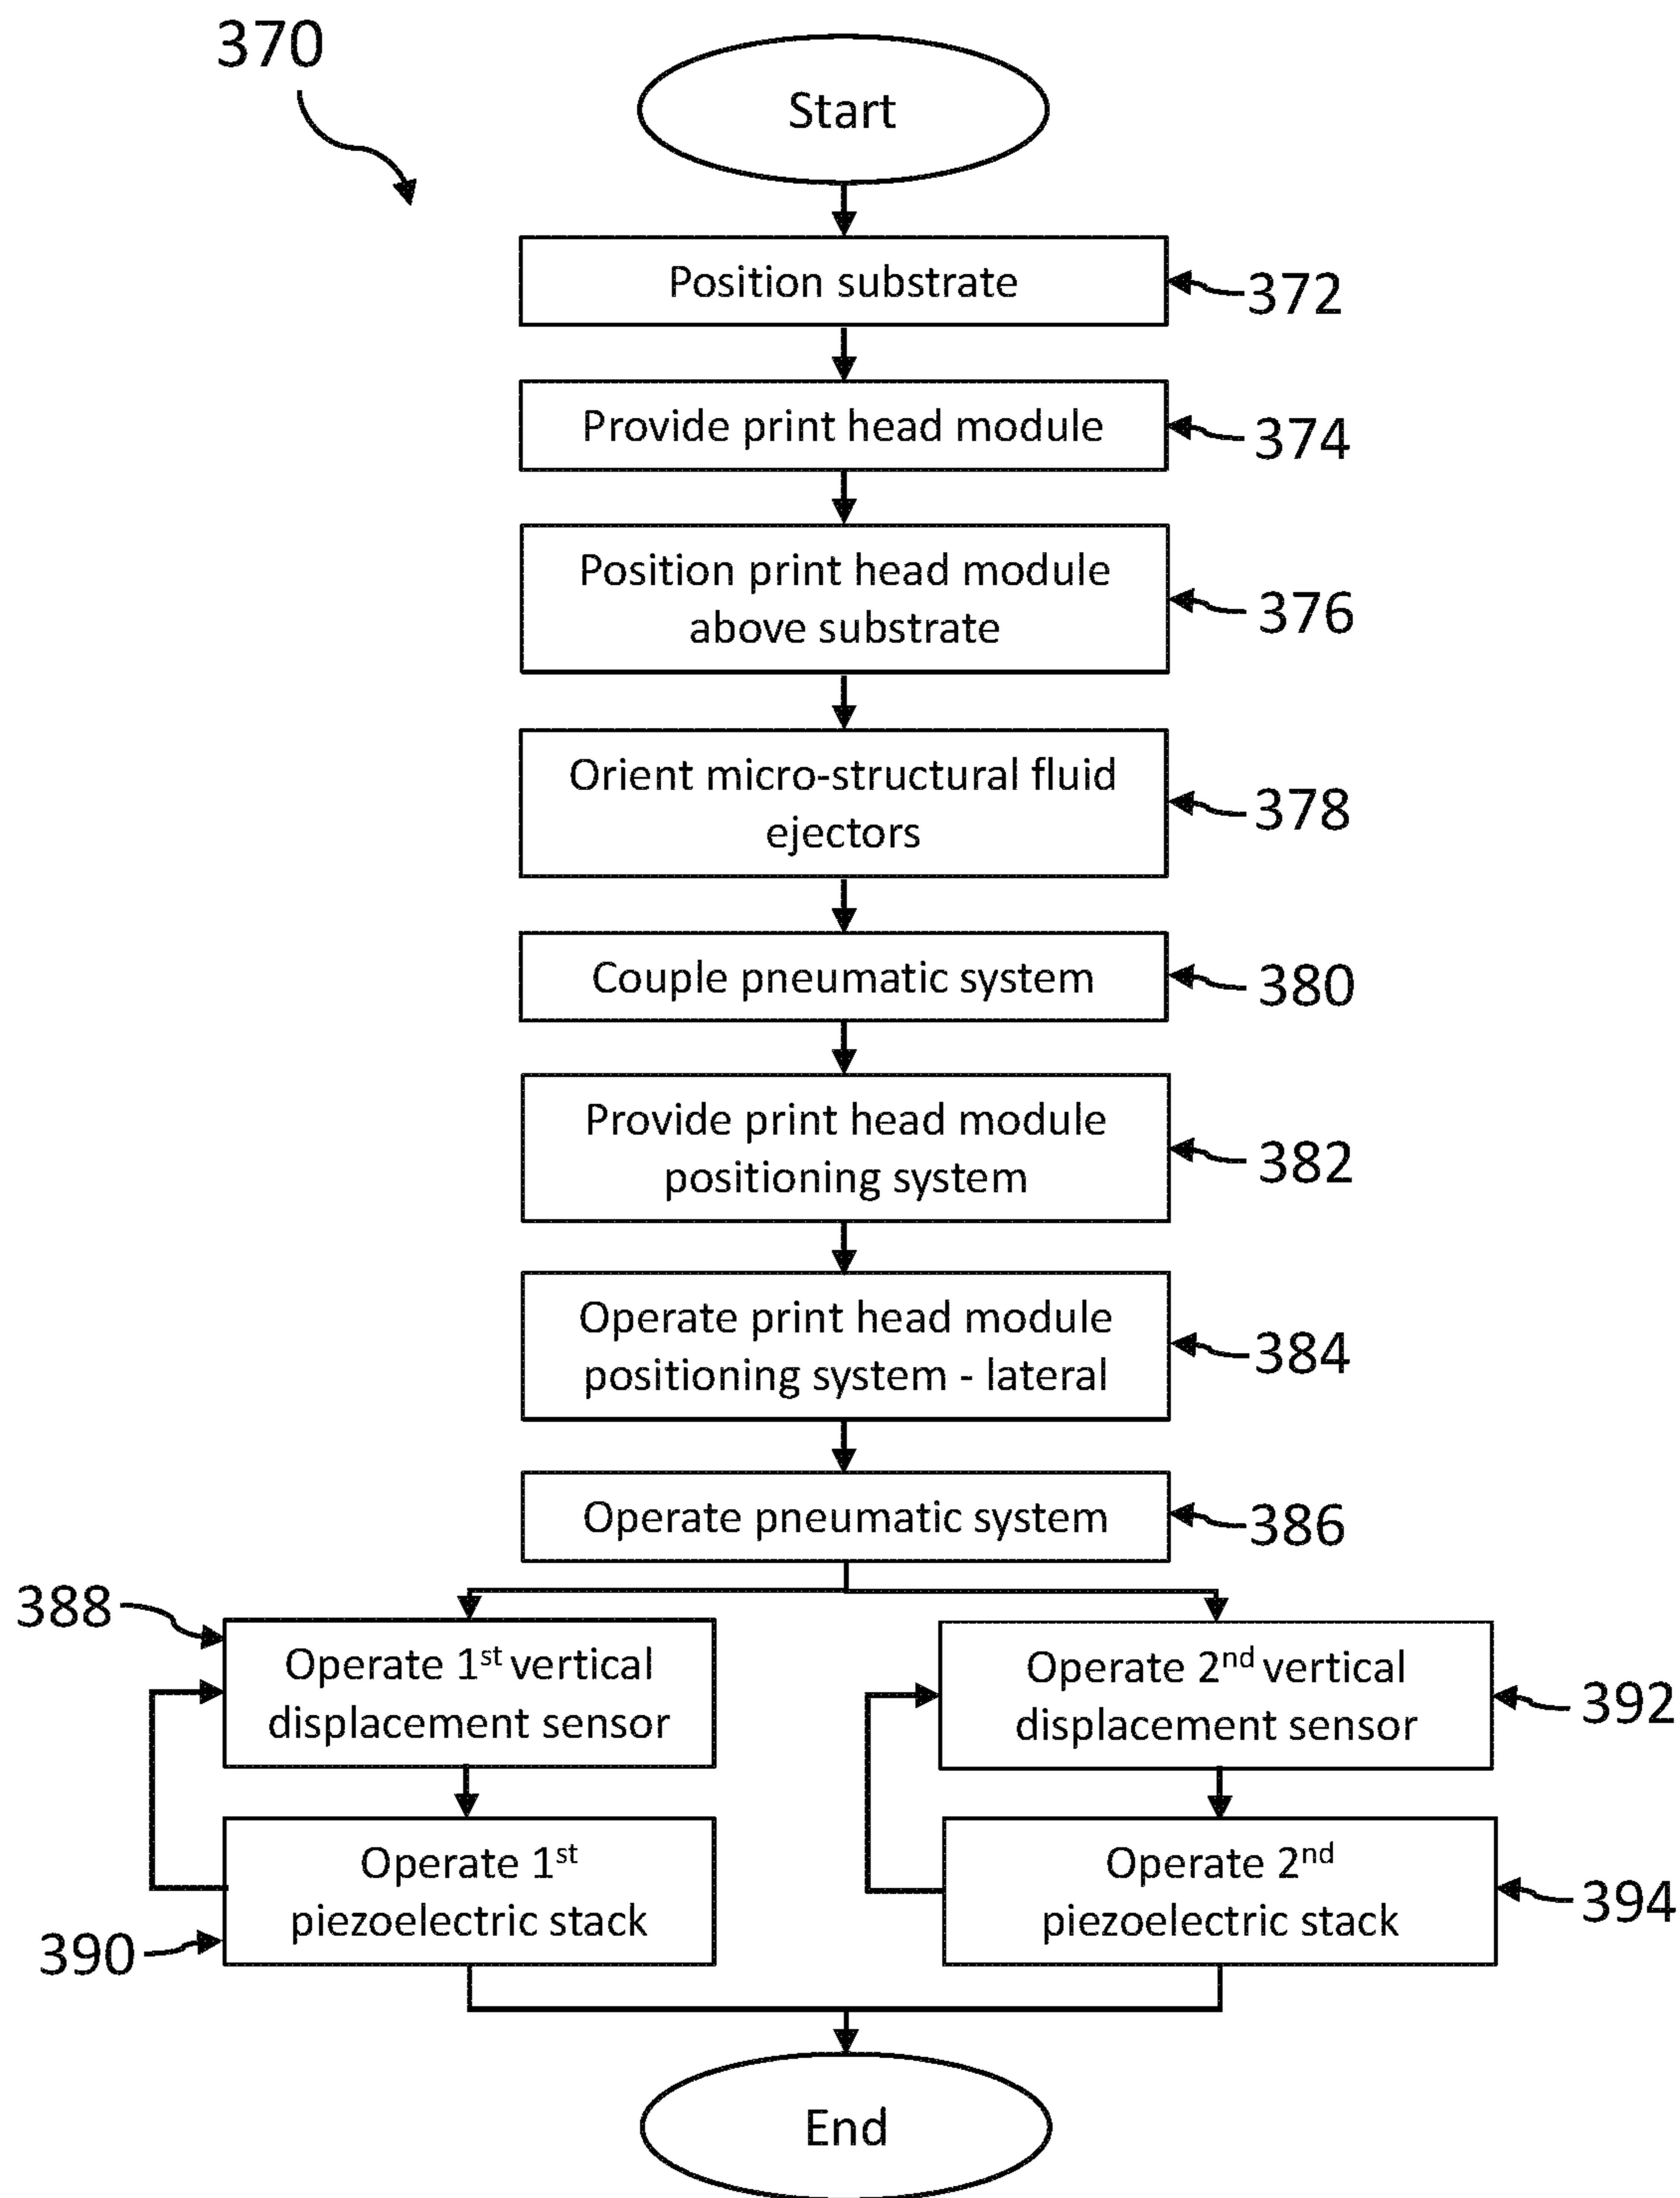 370
Start
Position substrate
372
Provide print head module
374
Position print head module
above substrate
376
Orient micro-structural fluid
ejectors
378
Couple pneumatic system
380
Provide print head module
positioning system
382
Operate print head module
positioning system - lateral
384
Operate pneumatic system
386
388
Operate 1st vertical
displacement sensor
Operate 2nd vertical
displacement sensor
392
Operate 1st
piezoelectric stack
390
Operate 2nd
piezoelectric stack
394
End